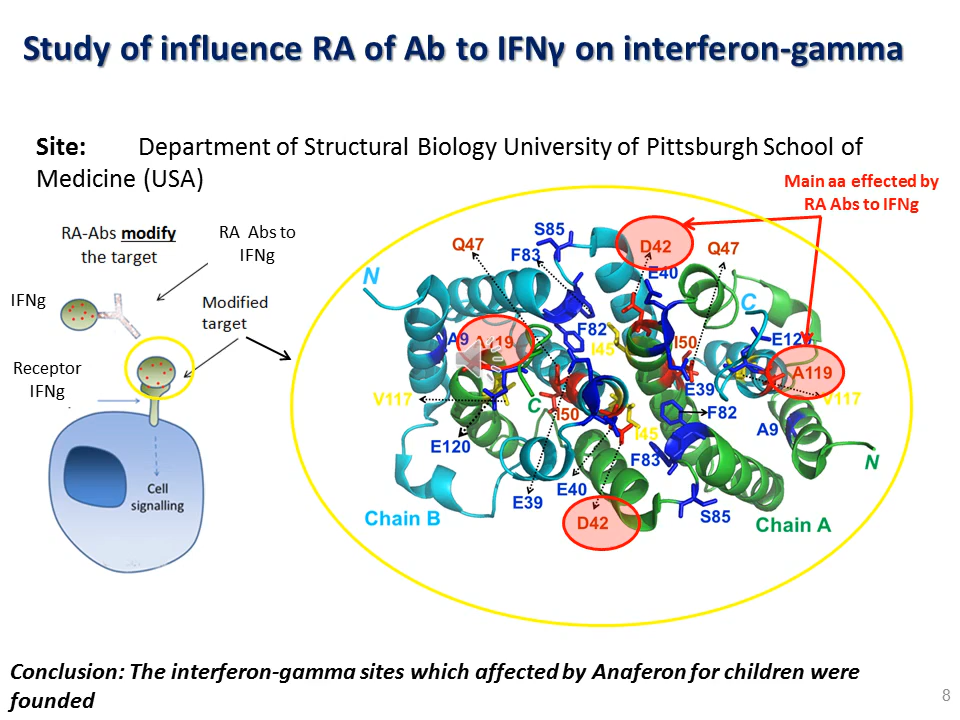 Study of influence RA of Ab to IFNγ on interferon-gamma
Site: Department of Structural Biology University of Pittsburgh School of
Medicine (USA)
Main aa effected by
RA Abs to IFNg
RA-Abs modify
the target
RA Abs to
IFNg
IFNg
Modified
target
Receptor
IFNg
Cell
signalling
N
Q47
S85
F83
D42
E40
Q47
C
F82
I45
I50
E120
A9
A119
E39
A119
V117
V117
C
I50
I45
F82
A9
E120
F83
N
E39
E40
D42
S85
Chain B
Chain A
Conclusion: The interferon-gamma sites which affected by Anaferon for children were
founded
8